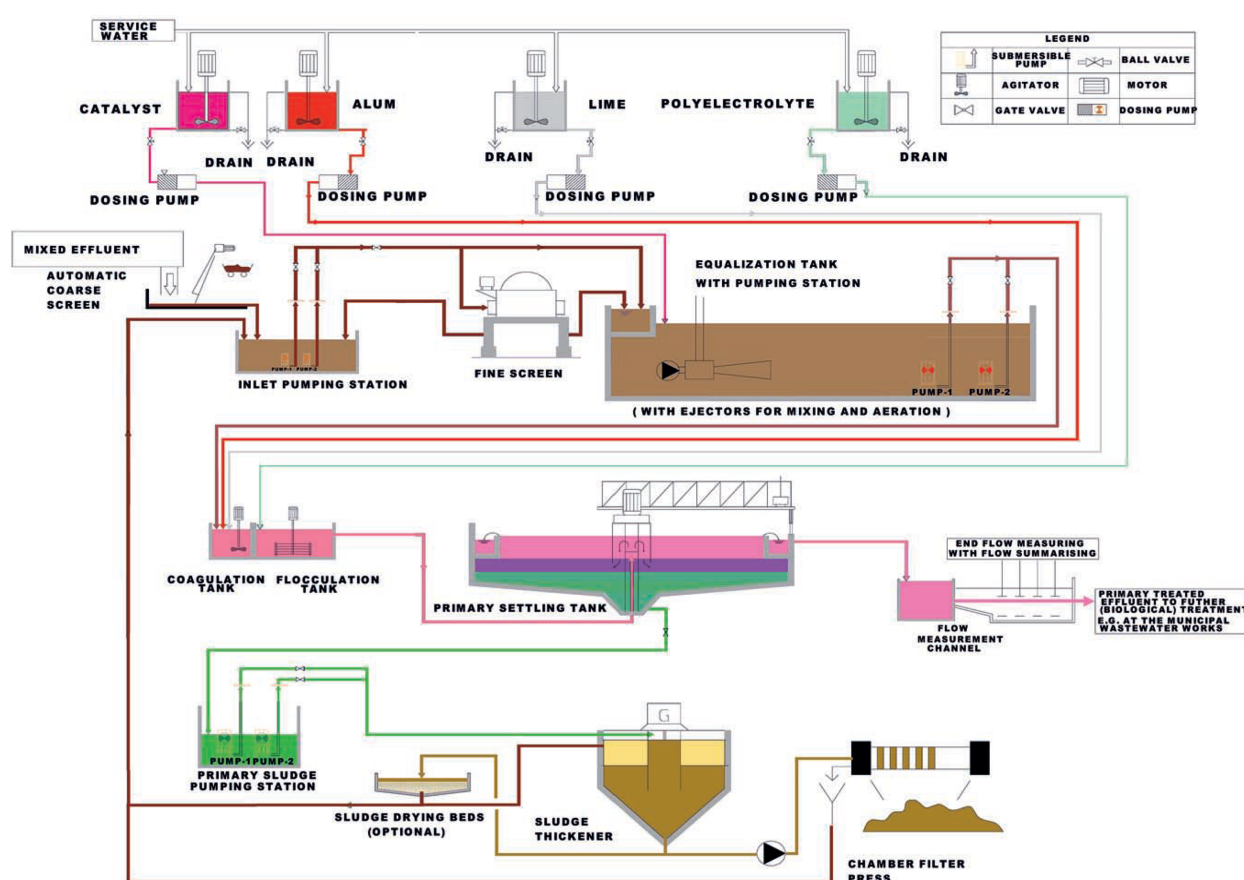 SERVICE
WATER
LEGEND
SUBMERSIBLE
PUMP
BALL VALVE
AGITATOR
MOTOR
GATE VALVE
DOSING PUMP
CATALYST
ALUM
LIME
POLYELECTROLYTE
DRAIN
DRAIN
DRAIN
DRAIN
DOSING PUMP
DOSING PUMP
DOSING PUMP
DOSING PUMP
MIXED EFFLUENT
AUTOMATIC
COARSE
SCREEN
EQUALIZATION TANK
WITH PUMPING STATION
PUMP-1
PUMP-2
INLET PUMPING STATION
FINE SCREEN
PUMP-1
PUMP-2
( WITH EJECTORS FOR MIXING AND AERATION )
COAGULATION
TANK
FLOCCULATION
TANK
PRIMARY SETTLING TANK
END FLOW MEASURING
WITH FLOW SUMMARISING
FLOW
MEASUREMENT
CHANNEL
PRIMARY TREATED
EFFLUENT TO FUTHER
(BIOLOGICAL) TREATMENT
E.G. AT THE MUNICIPAL
WASTEWATER WORKS
PUMP-1
PUMP-2
PRIMARY SLUDGE
PUMPING STATION
G
SLUDGE DRYING BEDS
(OPTIONAL)
SLUDGE
THICKENER
CHAMBER FILTER
PRESS